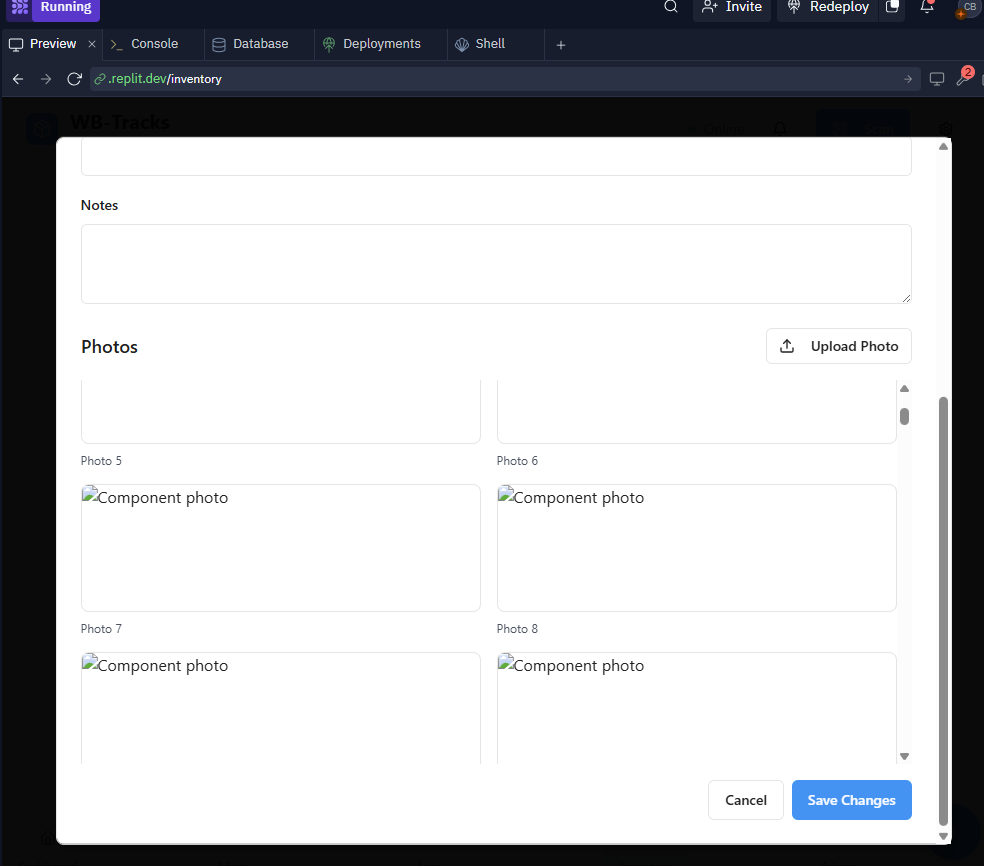 Running
Invite
Redeploy
CB
Preview
Console
Database
Deployments
Shell
.replit.dev/inventory
2
WB-Tracks
Notes
Photos
Upload Photo
Photo 5
Photo 6
Component photo
Component photo
Photo 7
Photo 8
Component photo
Component photo
Cancel
Save Changes